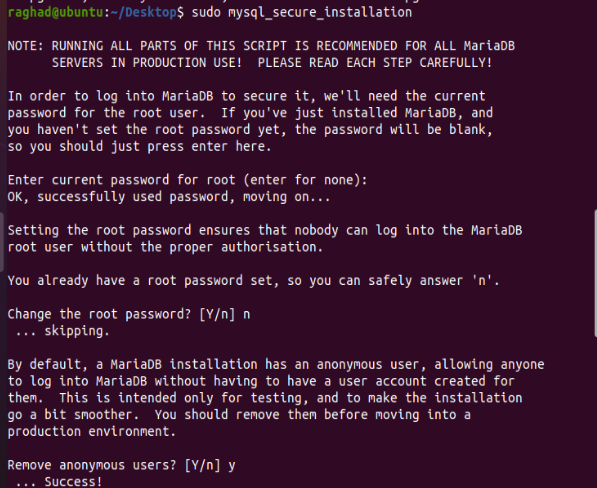 raghad@ubuntu:~/Desktop$ sudo mysql_secure_installation
NOTE: RUNNING ALL PARTS OF THIS SCRIPT IS RECOMMENDED FOR ALL MariaDB
SERVERS IN PRODUCTION USE!  PLEASE READ EACH STEP CAREFULLY!
In order to log into MariaDB to secure it, we'll need the current
password for the root user.  If you've just installed MariaDB, and
you haven't set the root password yet, the password will be blank,
so you should just press enter here.
Enter current password for root (enter for none):
OK, successfully used password, moving on...
Setting the root password ensures that nobody can log into the MariaDB
root user without the proper authorisation.
You already have a root password set, so you can safely answer 'n'.
Change the root password? [Y/n] n
... skipping.
By default, a MariaDB installation has an anonymous user, allowing anyone
to log into MariaDB without having to have a user account created for
them.  This is intended only for testing, and to make the installation
go a bit smoother.  You should remove them before moving into a
production environment.
Remove anonymous users? [Y/n] y
... Success!